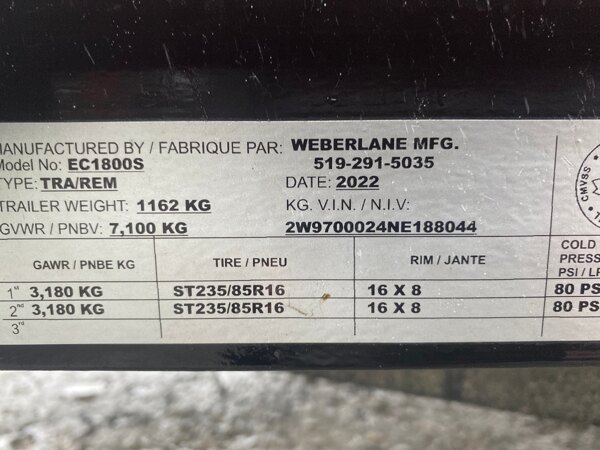 MANUFACTURED BY / FABRIQUE PAR: WEBERLANE MFG.
Model No: EC1800S 519-291-5035
TYPE: TRA/REM DATE: 2022
TRAILER WEIGHT: 1162 KG KG. V.I.N. / N.I.V:
GVWR / PNBV: 7,100 KG 2W9700024NE188044
CMVSS
GAWR / PNBE KG TIRE / PNEU RIM / JANTE COLD
PRESS
PSI / LP
1st 3,180 KG ST235/85R16 16 X 8 80 PS
2nd 3,180 KG ST235/85R16 16 X 8 80 PS
3rd